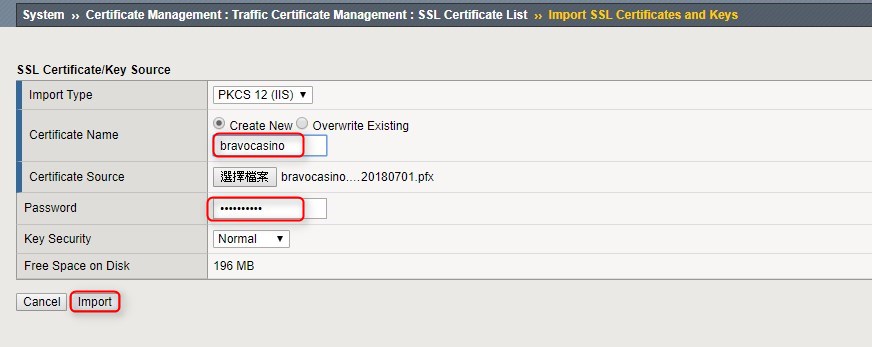 System ›› Certificate Management : Traffic Certificate Management : SSL Certificate List ›› Import SSL Certificates and Keys
SSL Certificate/Key Source
Import Type PKCS 12 (IIS)
Certificate Name Create New Overwrite Existing
bravocasino
Certificate Source 選擇檔案 bravocasino....20180701.pfx
Password ••••••••••
Key Security Normal
Free Space on Disk 196 MB
Cancel Import